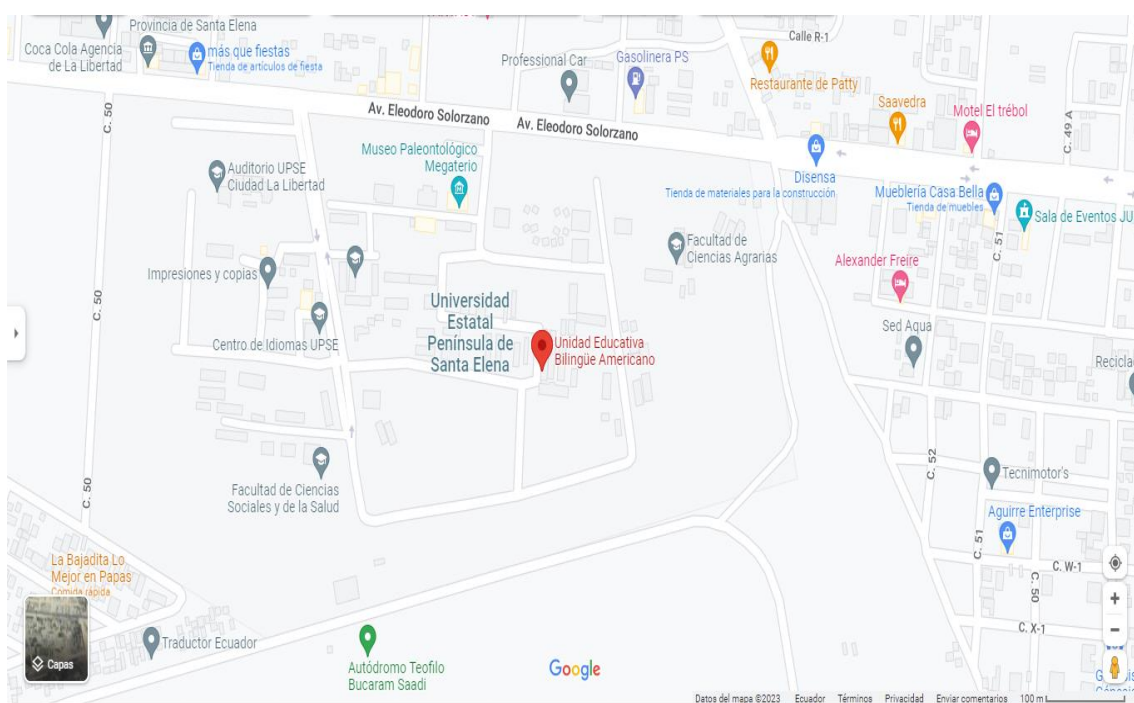 Provincia de Santa Elena
Coca Cola Agencia
de La Libertad
más que fiestas
Tienda de artículos de fiesta
Professional Car
Gasolinera PS
Calle R-1
Restaurante de Patty
Saavedra
Motel El trébol
C. 49 A
C. 50
Av. Eleodoro Solorzano
Av. Eleodoro Solorzano
Museo Paleontológico
Megaterio
Auditorio UPSE
Ciudad La Libertad
Disensa
Tienda de materiales para la construcción
Mueblería Casa Bella
Tienda de muebles
Sala de Eventos JU
C. 51
Facultad de
Ciencias Agrarias
Alexander Freire
Impresiones y copias
C. 50
Universidad
Estatal
Península de
Santa Elena
Centro de Idiomas UPSE
Unidad Educativa
Bilingüe Americano
Sed Aqua
Recicla
C. 52
Tecnimotor's
Facultad de Ciencias
Sociales y de la Salud
C. 50
Aguirre Enterprise
C. 51
C. W-1
C. 50
La Bajadita Lo
Mejor en Papas
Comida rápida
C. X-1
Traductor Ecuador
Capas
Autódromo Teofilo
Bucaram Saadi
Google
Datos del mapa ©2023 Ecuador Términos Privacidad Enviar comentarios 100 m